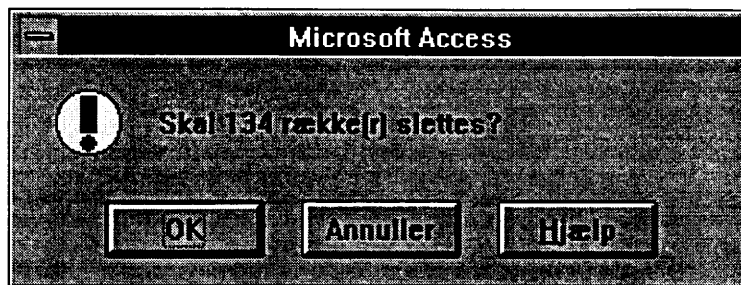 Microsoft Access
Skal 134 række(r) slettes?
OK Annuller Hjælp